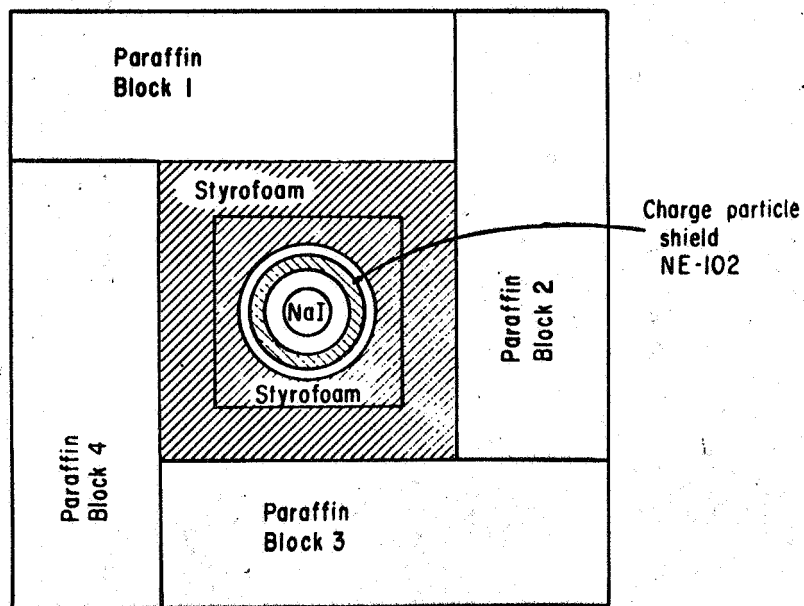 Paraffin
Block 1
Styrofoam
Charge particle
shield
NE-102
NaI
Paraffin
Block 2
Styrofoam
Paraffin
Block 4
Paraffin
Block 3